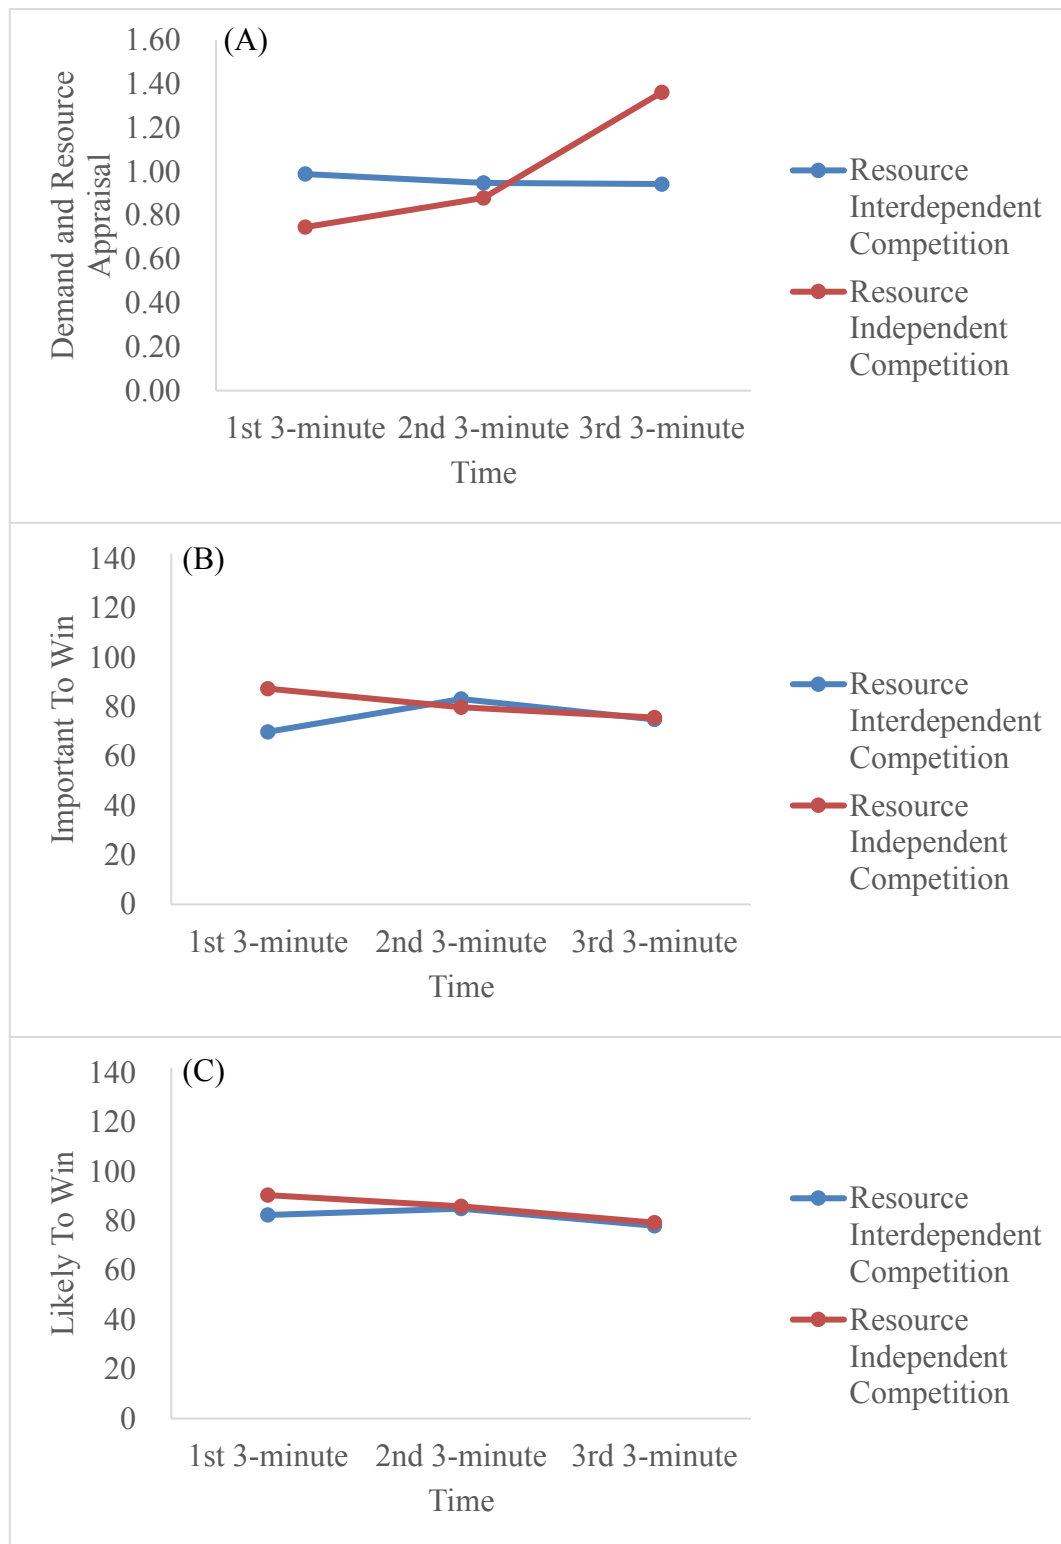 (A)
1.60
1.40
1.20
1.00
0.80
0.60
0.40
0.20
0.00
Demand and Resource
Appraisal
1st 3-minute 2nd 3-minute 3rd 3-minute
Time
Resource
Interdependent
Competition
Resource
Independent
Competition
(B)
140
120
100
80
60
40
20
0
Important To Win
1st 3-minute 2nd 3-minute 3rd 3-minute
Time
Resource
Interdependent
Competition
Resource
Independent
Competition
(C)
140
120
100
80
60
40
20
0
Likely To Win
1st 3-minute 2nd 3-minute 3rd 3-minute
Time
Resource
Interdependent
Competition
Resource
Independent
Competition